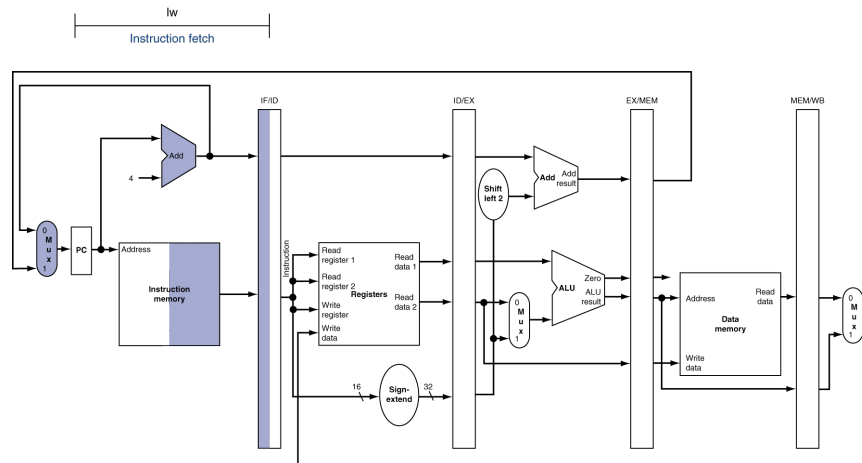 lw
Instruction fetch
IF/ID
ID/EX
EX/MEM
MEM/WB
Add
4
Add
Add
result
Shift
left 2
0
M
u
x
1
PC
Address
Instruction
memory
Instruction
Read
register 1
Read
register 2
Write
register
Write
data
Registers
Read
data 1
Read
data 2
0
M
u
x
1
ALU
Zero
ALU
result
Address
Write
data
Data
memory
Read
data
0
M
u
x
1
16
Sign-
extend
32